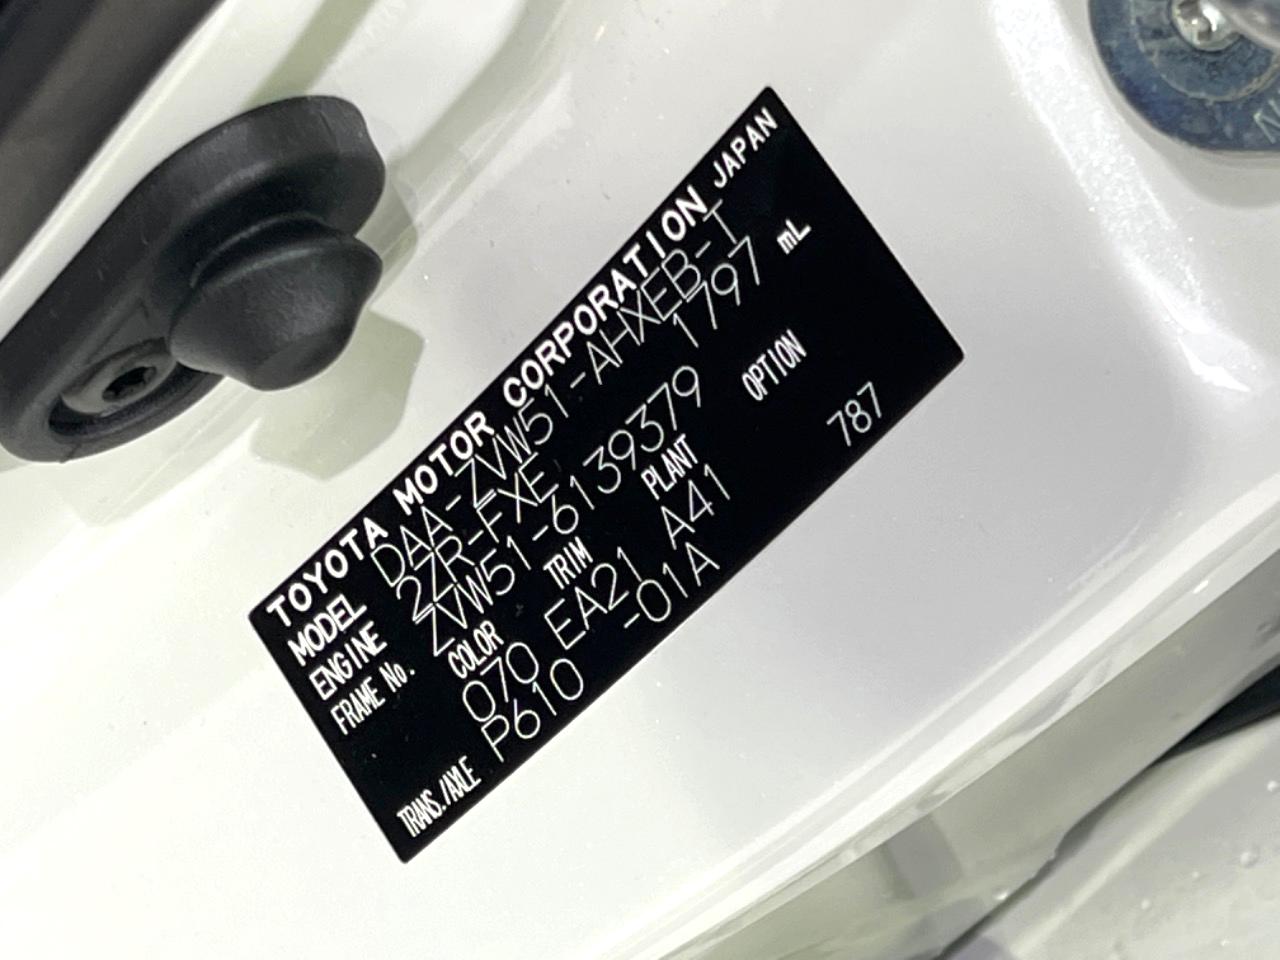 TOYOTA MOTOR CORPORATION JAPAN
MODEL DAA-ZVW51-AHXEB-T
ENGINE 2ZR-FXE 1797 mL
FRAME No. ZVW51-6139379
COLOR TRIM PLANT OPTION
070 EA21 A41 787
TRANS./AXLE P610 -01A